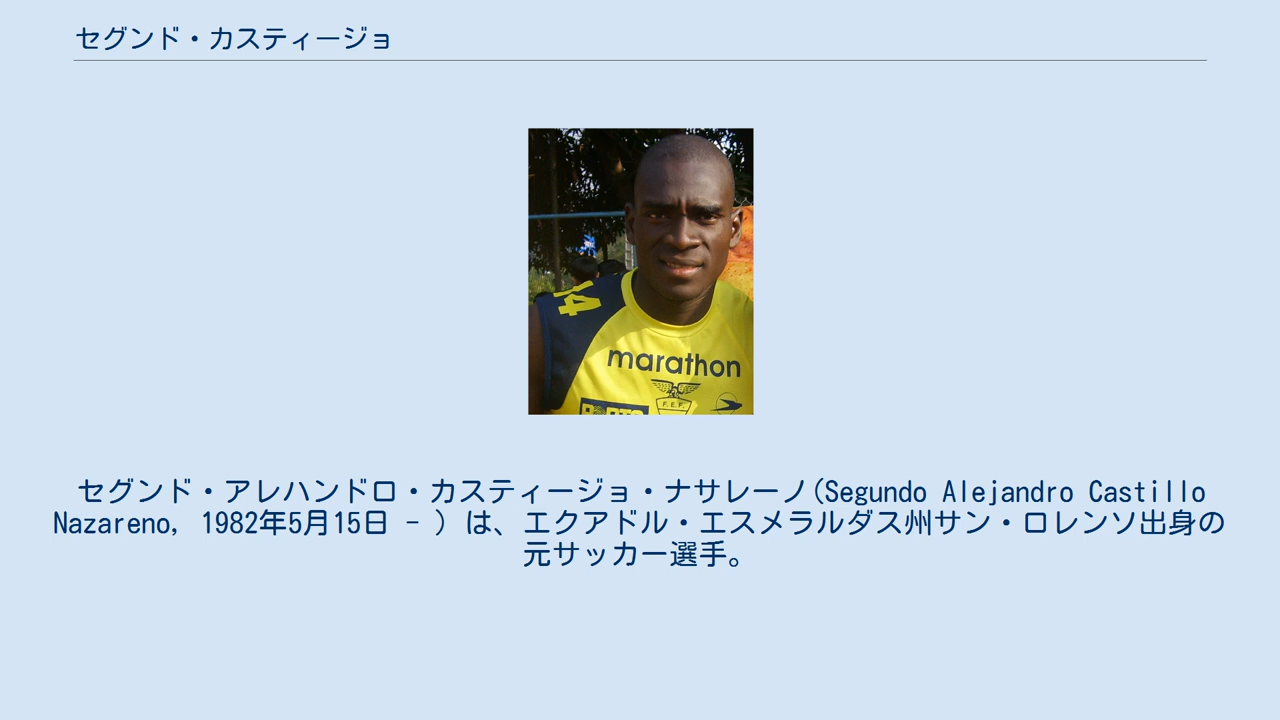 セグンド・カスティージョ
14
marathon
F.E.F.
セグンド・アレハンドロ・カスティージョ・ナサレーノ(Segundo Alejandro Castillo
Nazareno, 1982年5月15日 - ) は、エクアドル・エスメラルダス州サン・ロレンソ出身の
元サッカー選手。